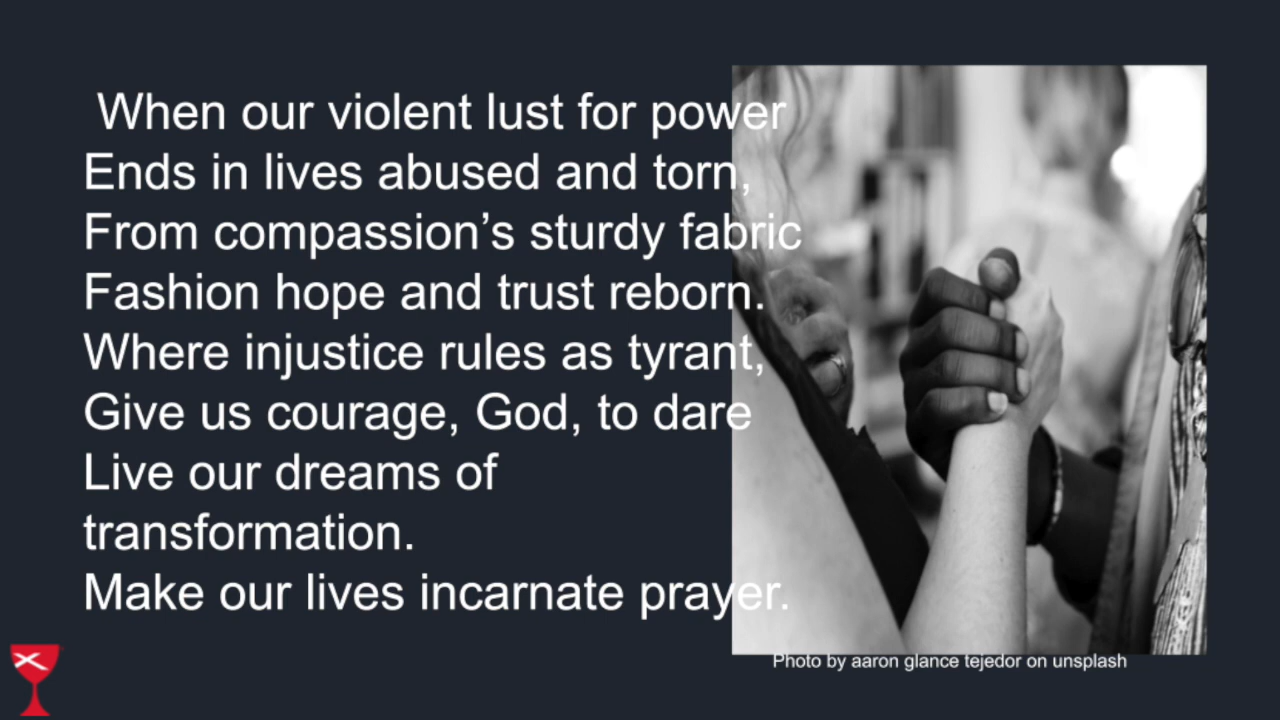 When our violent lust for power
Ends in lives abused and torn,
From compassion’s sturdy fabric
Fashion hope and trust reborn.
Where injustice rules as tyrant,
Give us courage, God, to dare
Live our dreams of
transformation.
Make our lives incarnate prayer.
Photo by aaron glance tejedor on unsplash